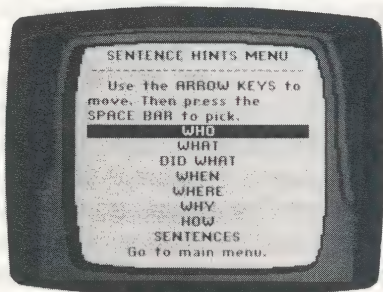 SENTENCE HINTS MENU
Use the ARROW KEYS to
move. Then press the
SPACE BAR to pick.
WHO
WHAT
DID WHAT
WHEN
WHERE
WHY
HOW
SENTENCES
Go to main menu.